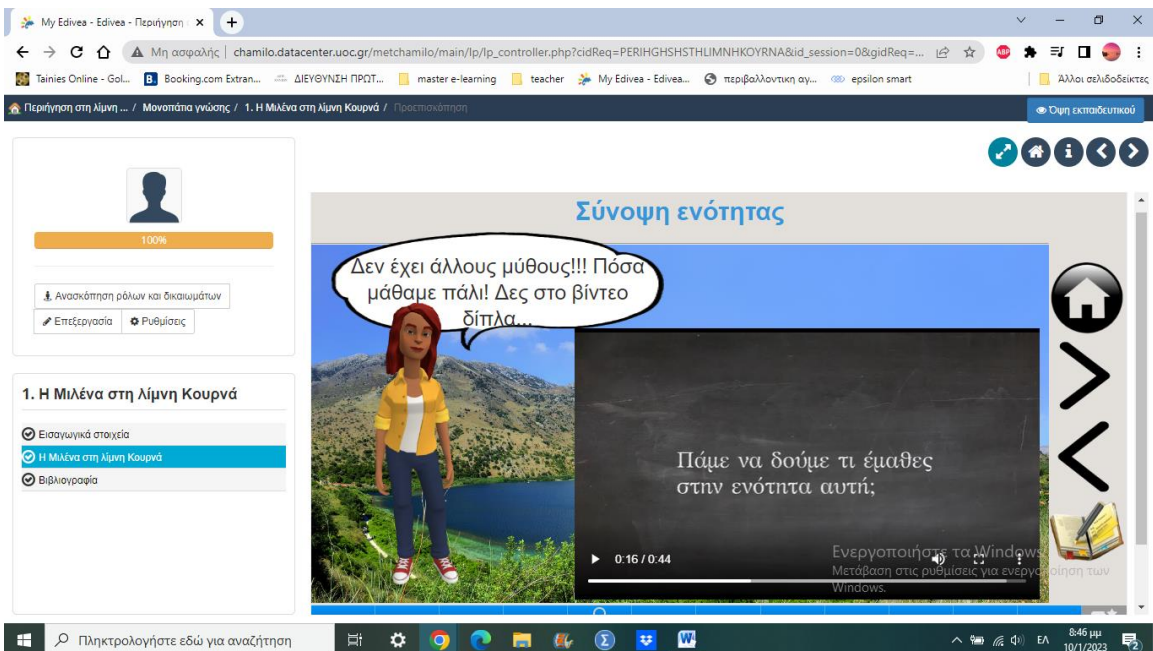 My Edivea - Edivea - Περιήγηση
Μη ασφαλής | chamilo.datacenter.uoc.gr/metchamilo/main/lp/lp_controller.php?cidReq=PERIHGHSHSTHLIMNHKOYRNA&id_session=0&gidReq=...
Tainies Online - Gol... Booking.com Extran... ΔΙΕΥΘΥΝΣΗ ΠΡΩΤ... master e-learning teacher My Edivea - Edivea... περιβαλλοντικη αγ... epsilon smart Άλλοι σελιδοδείκτες
Περιήγηση στη λίμνη ... / Μονοπάτια γνώσης / 1. Η Μιλένα στη λίμνη Κουρνά / Προεπισκόπηση
Όψη εκπαιδευτικού
100%
Ανασκόπηση ρόλων και δικαιωμάτων
Επεξεργασία Ρυθμίσεις
1. Η Μιλένα στη λίμνη Κουρνά
Εισαγωγικά στοιχεία
Η Μιλένα στη λίμνη Κουρνά
Βιβλιογραφία
Σύνοψη ενότητας
Δεν έχει άλλους μύθους!!! Πόσα
μάθαμε πάλι! Δες στο βίντεο
δίπλα...
Πάμε να δούμε τι έμαθες
στην ενότητα αυτή;
0:16 / 0:44
Ενεργοποιήστε τα Windows
Μετάβαση στις ρυθμίσεις για ενεργοποίηση των
Windows.
Πληκτρολογήστε εδώ για αναζήτηση
ΕΛ
8:46 μμ
10/1/2023